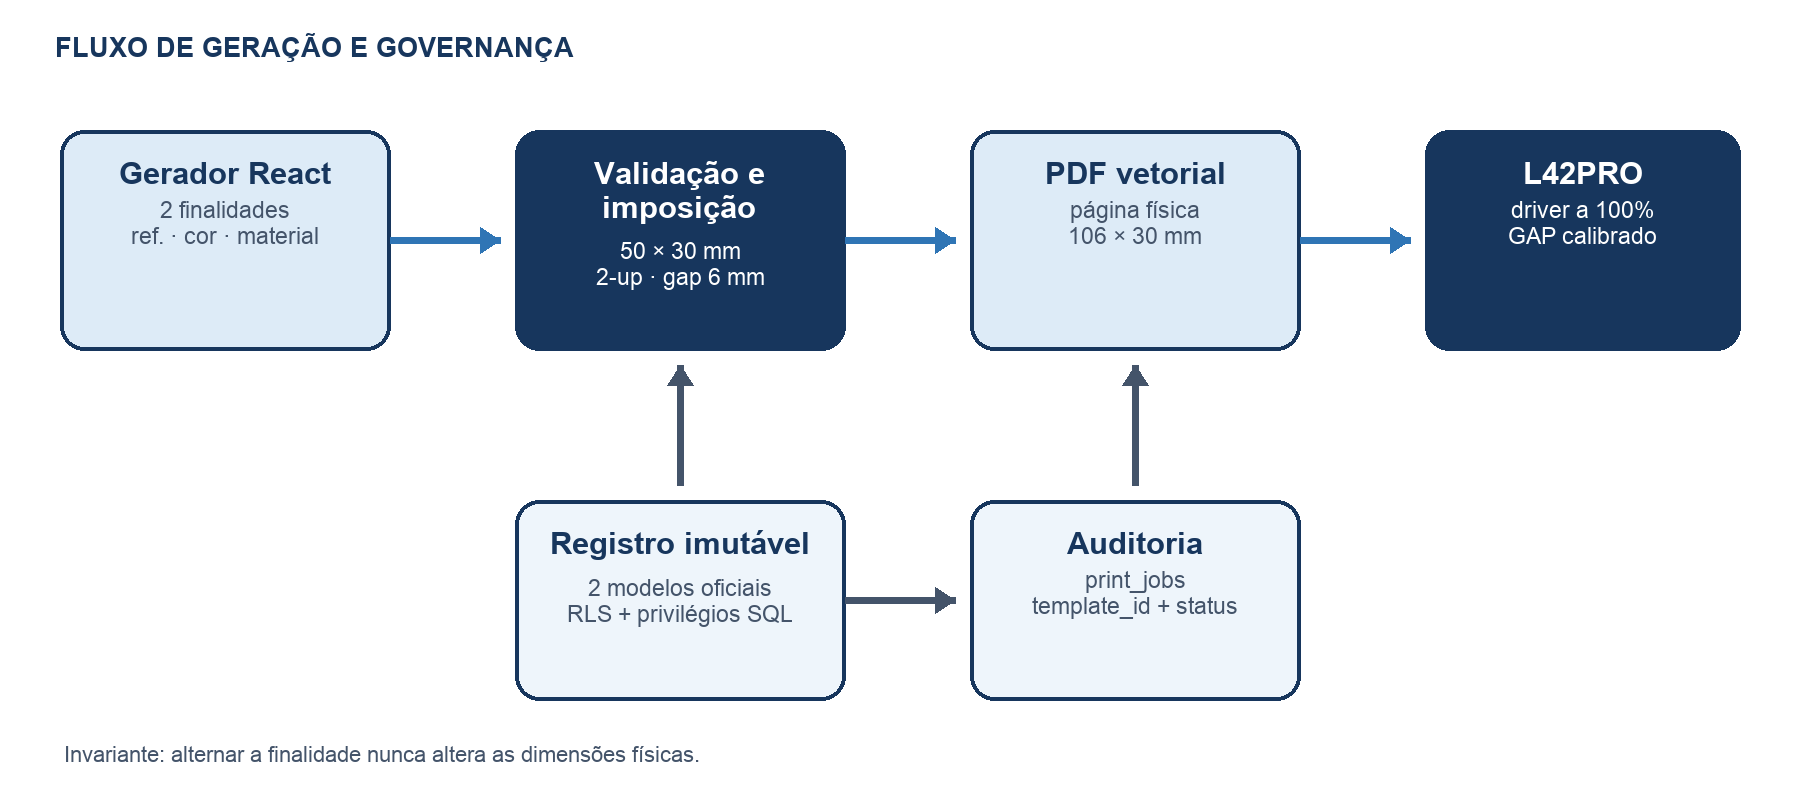 FLUXO DE GERAÇÃO E GOVERNANÇA
Gerador React
2 finalidades
ref. · cor · material
Validação e
imposição
50 × 30 mm
2-up · gap 6 mm
PDF vetorial
página física
106 × 30 mm
L42PRO
driver a 100%
GAP calibrado
Registro imutável
2 modelos oficiais
RLS + privilégios SQL
Auditoria
print_jobs
template_id + status
Invariante: alternar a finalidade nunca altera as dimensões físicas.